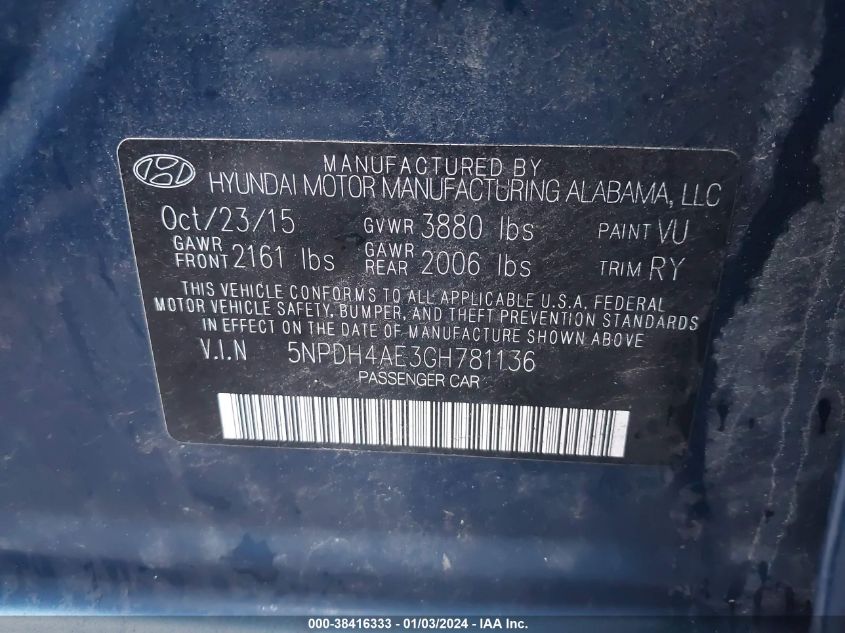 MANUFACTURED BY
HYUNDAI MOTOR MANUFACTURING ALABAMA, LLC
Oct/23/15 GVWR 3880 lbs PAINT VU
GAWR FRONT 2161 lbs GAWR REAR 2006 lbs TRIM RY
THIS VEHICLE CONFORMS TO ALL APPLICABLE U.S.A. FEDERAL
MOTOR VEHICLE SAFETY, BUMPER, AND THEFT PREVENTION STANDARDS
IN EFFECT ON THE DATE OF MANUFACTURE SHOWN ABOVE
V.I.N 5NPDH4AE3GH781136
PASSENGER CAR
000-38416333 - 01/03/2024 - IAA Inc.